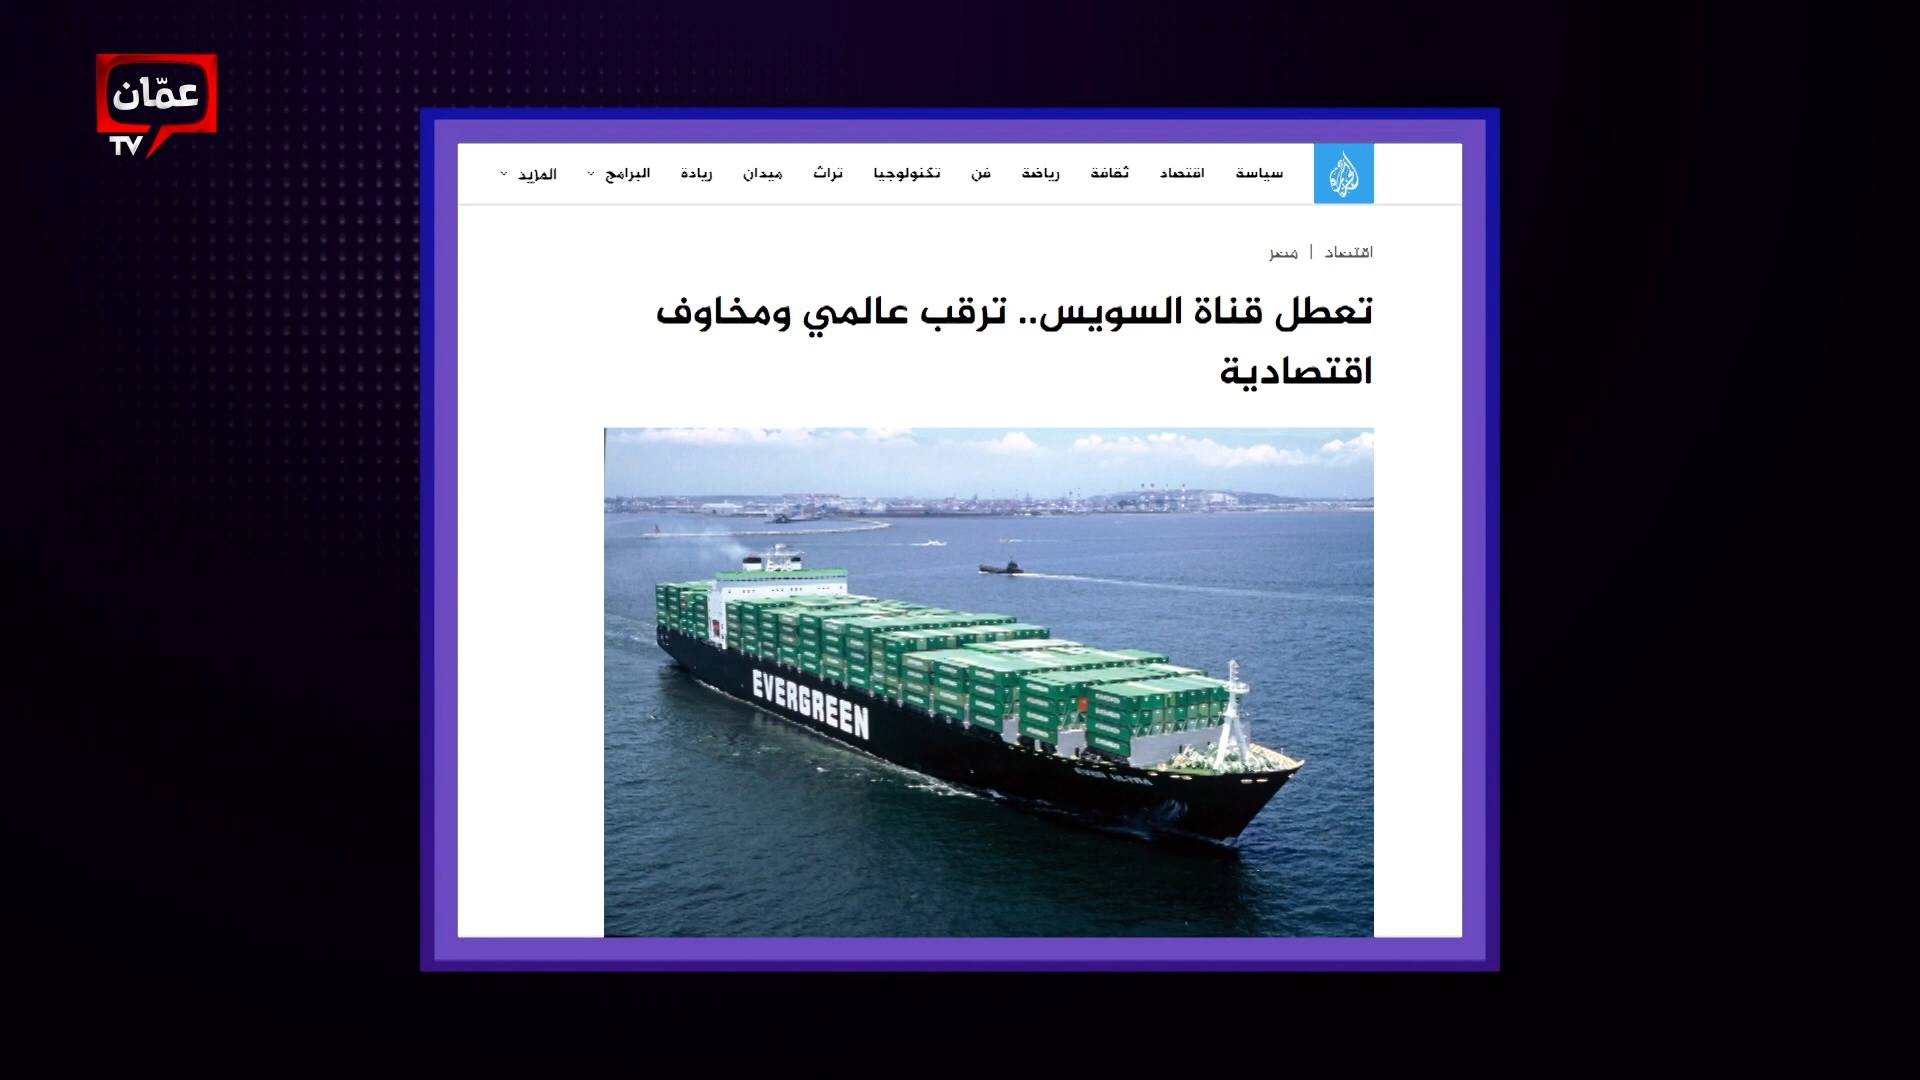 عمّان
TV
سياسة اقتصاد ثقافة رياضة فن تكنولوجيا تراث ميدان ريادة البرامج المزيد
اقتصاد | مصر
تعطل قناة السويس.. ترقب عالمي ومخاوف
اقتصادية
EVERGREEN